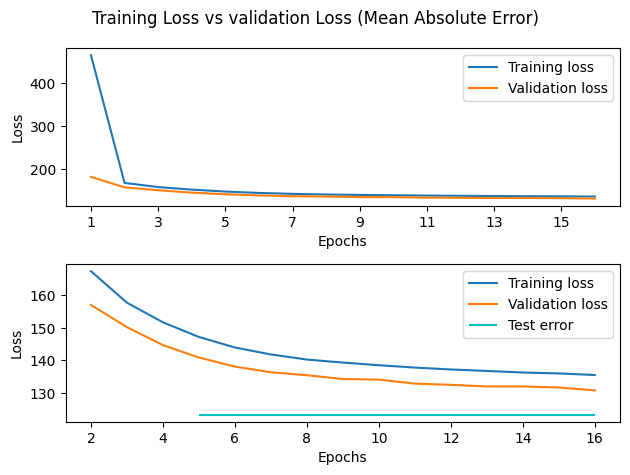 Training Loss vs validation Loss (Mean Absolute Error)
400
300
200
Loss
Training loss
Validation loss
1 3 5 7 9 11 13 15
Epochs
160
150
140
130
Loss
Training loss
Validation loss
Test error
2 4 6 8 10 12 14 16
Epochs